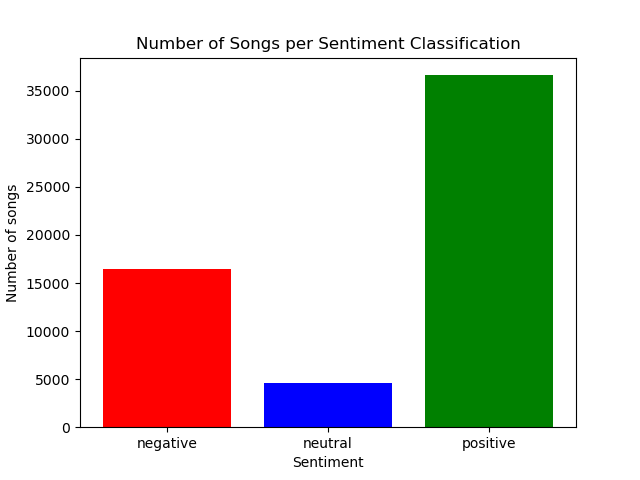 Number of Songs per Sentiment Classification
Number of songs
35000
30000
25000
20000
15000
10000
5000
0
negative neutral positive
Sentiment